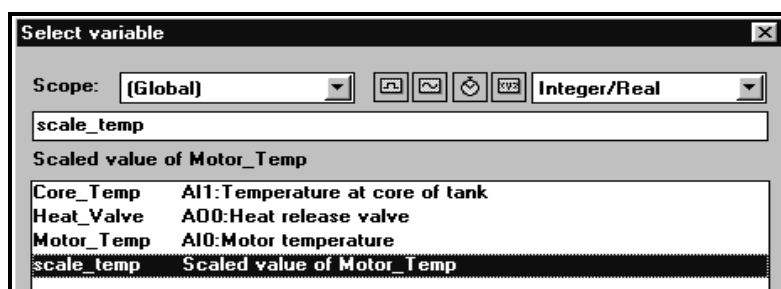 Select variable
Scope: (Global) xyz Integer/Real
scale_temp
Scaled value of Motor_Temp
Core_Temp AI1:Temperature at core of tank
Heat_Valve AO0:Heat release valve
Motor_Temp AI0:Motor temperature
scale_temp Scaled value of Motor_Temp